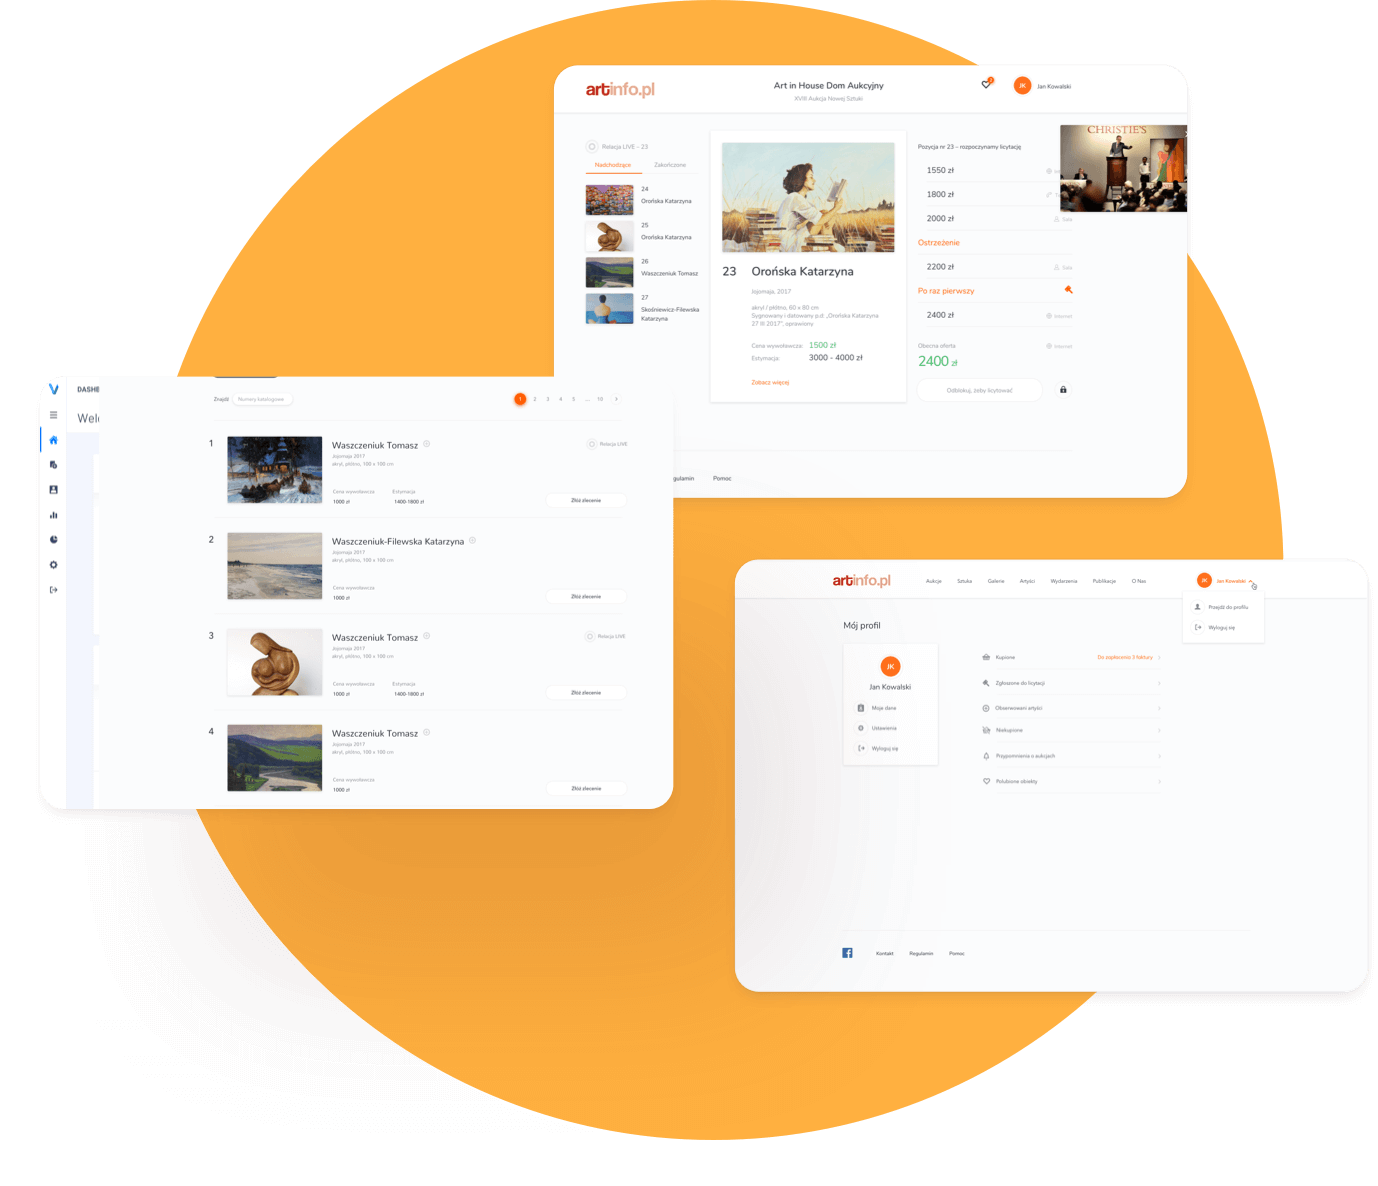 artinfo.pl
Art in House Dom Aukcyjny
XVIII Aukcja Nowej Sztuki
JK
Jan Kowalski
Relacja LIVE - 23
Nadchodzące
Zakończone
24
Orońska Katarzyna
25
Orońska Katarzyna
26
Waszczeniuk Tomasz
27
Skośniewicz-Filewska
Katarzyna
23 Orońska Katarzyna
Jojomaja, 2017
akryl / płótno, 60 x 80 cm
Sygnowany i datowany p.d: „Orońska Katarzyna
27 III 2017", oprawiony
Cena wywoławcza: 1500 zł
Estymacja: 3000 - 4000 zł
Zobacz więcej
Pozycja nr 23 – rozpoczynamy licytację
1550 zł
1800 zł
2000 zł
Sala
Ostrzeżenie
2200 zł
Sala
Po raz pierwszy
2400 zł
Internet
Obecna oferta
Internet
2400 zł
Odblokuj, żeby licytować
CHRISTIE'S
gulamin
Pomoc
DASHE
Welc
Znajdź
Numery katalogowe
1 2 3 4 5 ... 10
1
Waszczeniuk Tomasz
Jojomaja 2017
akryl, płótno, 100 x 100 cm
Cena wywoławcza
Estymacja
1000 zł
1400-1600 zł
Relacja LIVE
Złóż zlecenie
2
Waszczeniuk-Filewska Katarzyna
Jojomaja 2017
akryl, płótno, 100 x 100 cm
Cena wywoławcza
1000 zł
Złóż zlecenie
3
Waszczeniuk Tomasz
Jojomaja 2017
akryl, płótno, 100 x 100 cm
Cena wywoławcza
Estymacja
1000 zł
1400-1600 zł
Relacja LIVE
Złóż zlecenie
4
Waszczeniuk Tomasz
Jojomaja 2017
akryl, płótno, 100 x 100 cm
Cena wywoławcza
1000 zł
Złóż zlecenie
artinfo.pl
Aukcje
Sztuka
Galerie
Artyści
Wydarzenia
Publikacje
O Nas
JK
Jan Kowalski
Przejdź do profilu
Wyloguj się
Mój profil
JK
Jan Kowalski
Moje dane
Ustawienia
Wyloguj się
Kupione
Do zapłacenia 3 faktury
Zgłoszone do licytacji
Obserwowani artyści
Niekupione
Przypomnienia o aukcjach
Polubione obiekty
Kontakt
Regulamin
Pomoc